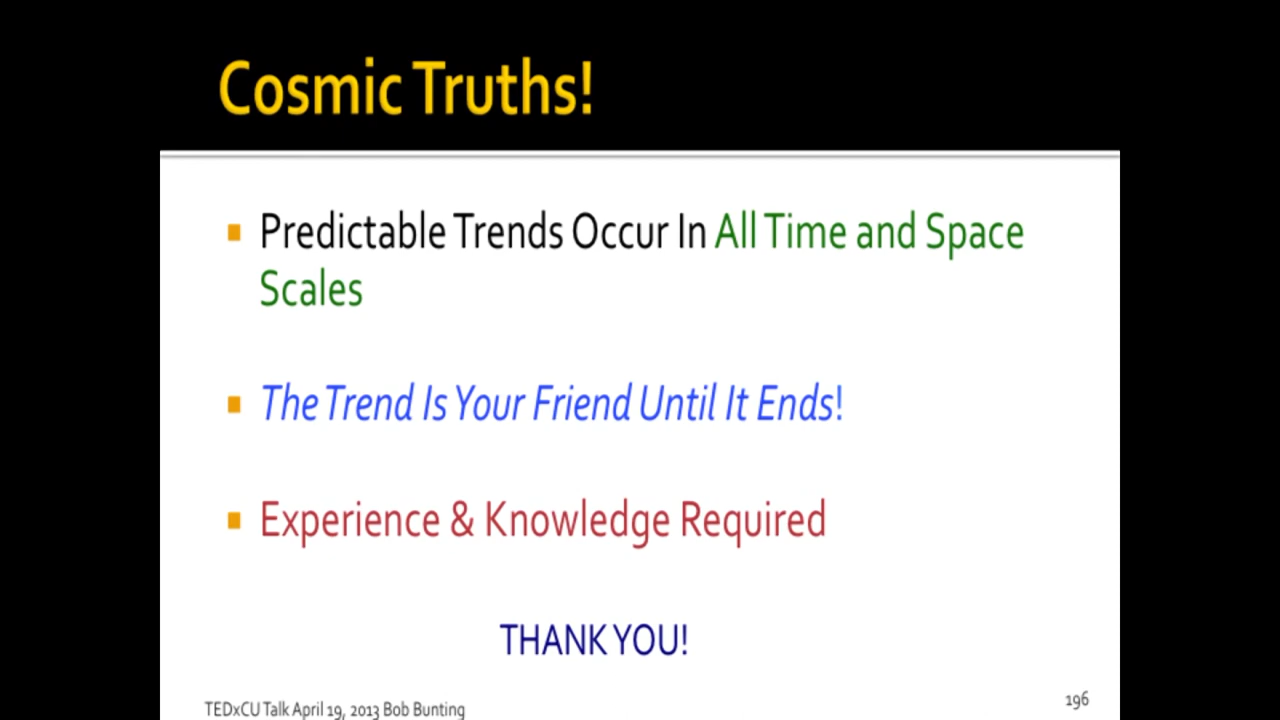 Cosmic Truths!
Predictable Trends Occur In All Time and Space
Scales
The Trend Is Your Friend Until It Ends!
Experience & Knowledge Required
THANK YOU!
TEDxCU Talk April 19, 2013 Bob Bunting
196